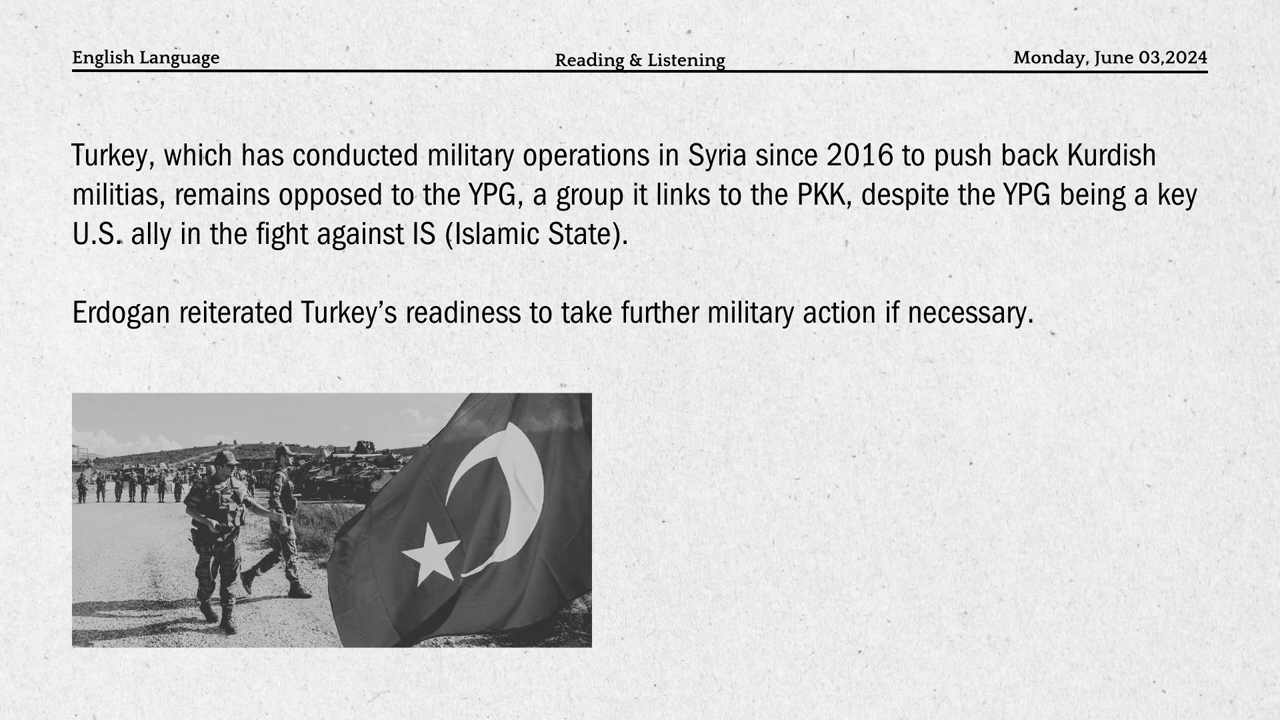 English Language
Reading & Listening
Monday, June 03,2024
Turkey, which has conducted military operations in Syria since 2016 to push back Kurdish
militias, remains opposed to the YPG, a group it links to the PKK, despite the YPG being a key
U.S. ally in the fight against IS (Islamic State).
Erdogan reiterated Turkey’s readiness to take further military action if necessary.